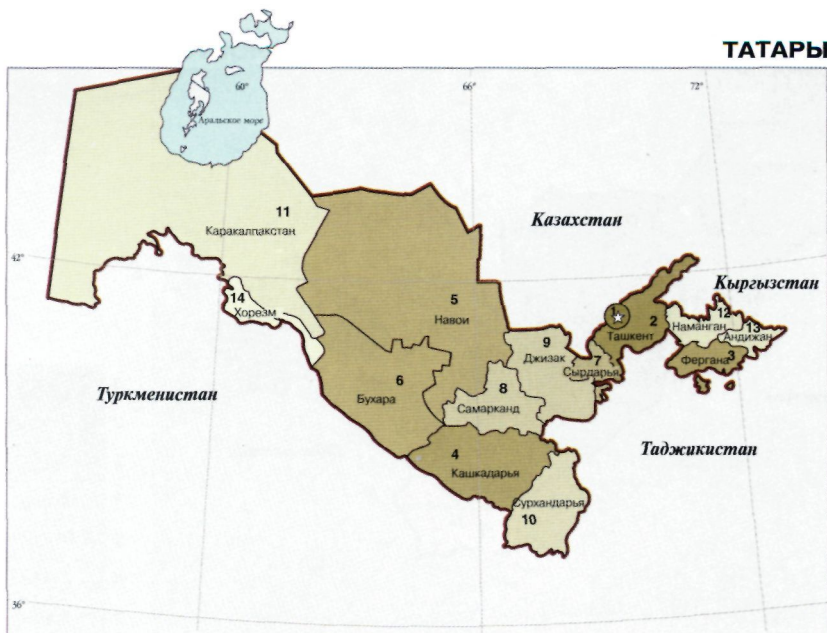 ТАТАРЫ
60°
66°
72°
Аральское море
11
Каракалпакстан
Казахстан
42°
14
Хорезм
5
Навои
Кыргызстан
1
2
Ташкент
12
Наманган
13
Андижан
9
Джизак
7
Сырдарья
3
Фергана
6
Бухара
8
Самарканд
Туркменистан
Таджикистан
4
Кашкадарья
Сурхандарья
10
36°